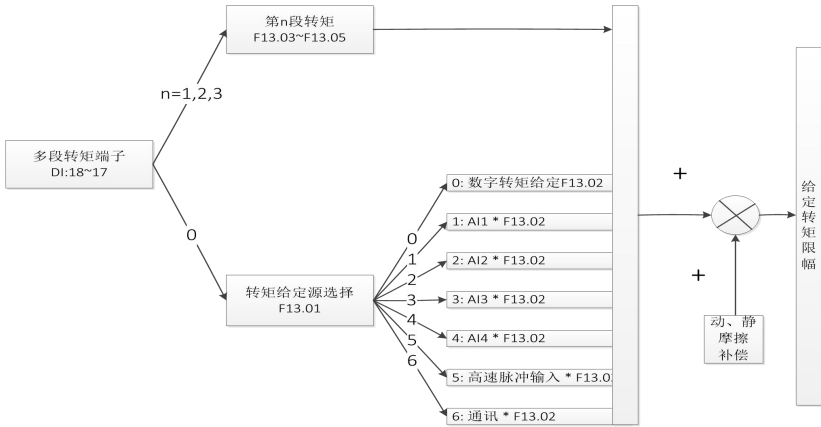 第n段转矩
F13.03~F13.05
n=1,2,3
多段转矩端子
DI:18~17
0
转矩给定源选择
F13.01
0
1
2
3
4
5
6
0: 数字转矩给定F13.02
1: AI1 * F13.02
2: AI2 * F13.02
3: AI3 * F13.02
4: AI4 * F13.02
5: 高速脉冲输入 * F13.0
6: 通讯 * F13.02
+
+
动、静
摩擦
补偿
给
定
转
矩
限
幅